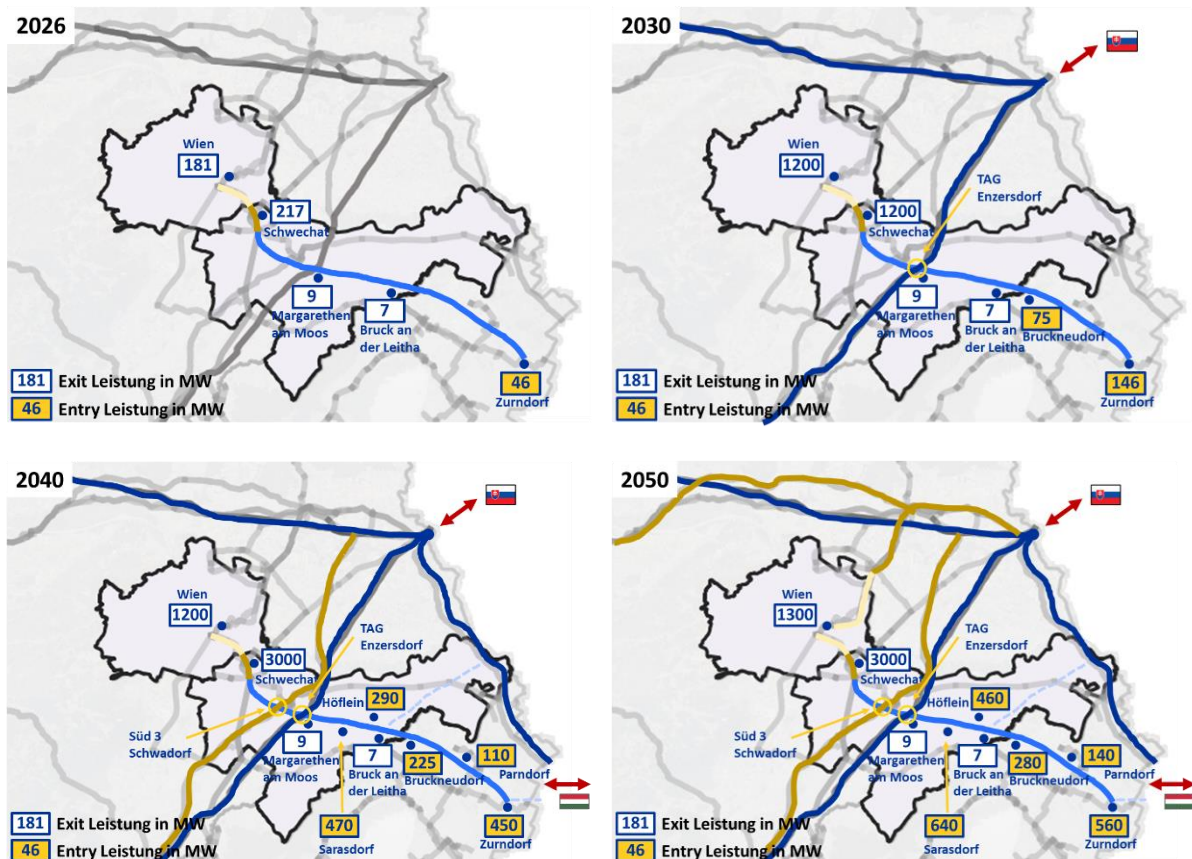 2026
Wien
181
217
Schwechat
9
Margarethen
am Moos
7
Bruck an
der Leitha
46
Zurndorf
181 Exit Leistung in MW
46 Entry Leistung in MW
2030
Wien
1200
TAG
Enzersdorf
1200
Schwechat
9
Margarethen
am Moos
7
Bruck an
der Leitha
75
Bruckneudorf
146
Zurndorf
181 Exit Leistung in MW
46 Entry Leistung in MW
2040
Wien
1200
TAG
Enzersdorf
3000
Schwechat
Höflein
290
Süd 3
Schwadorf
9
Margarethen
am Moos
7
Bruck an
der Leitha
225
Bruckneudorf
110
Parndorf
470
Sarasdorf
450
Zurndorf
181 Exit Leistung in MW
46 Entry Leistung in MW
2050
Wien
1300
TAG
Enzersdorf
3000
Schwechat
Höflein
460
Süd 3
Schwadorf
9
Margarethen
am Moos
7
Bruck an
der Leitha
280
Bruckneudorf
140
Parndorf
640
Sarasdorf
560
Zurndorf
181 Exit Leistung in MW
46 Entry Leistung in MW